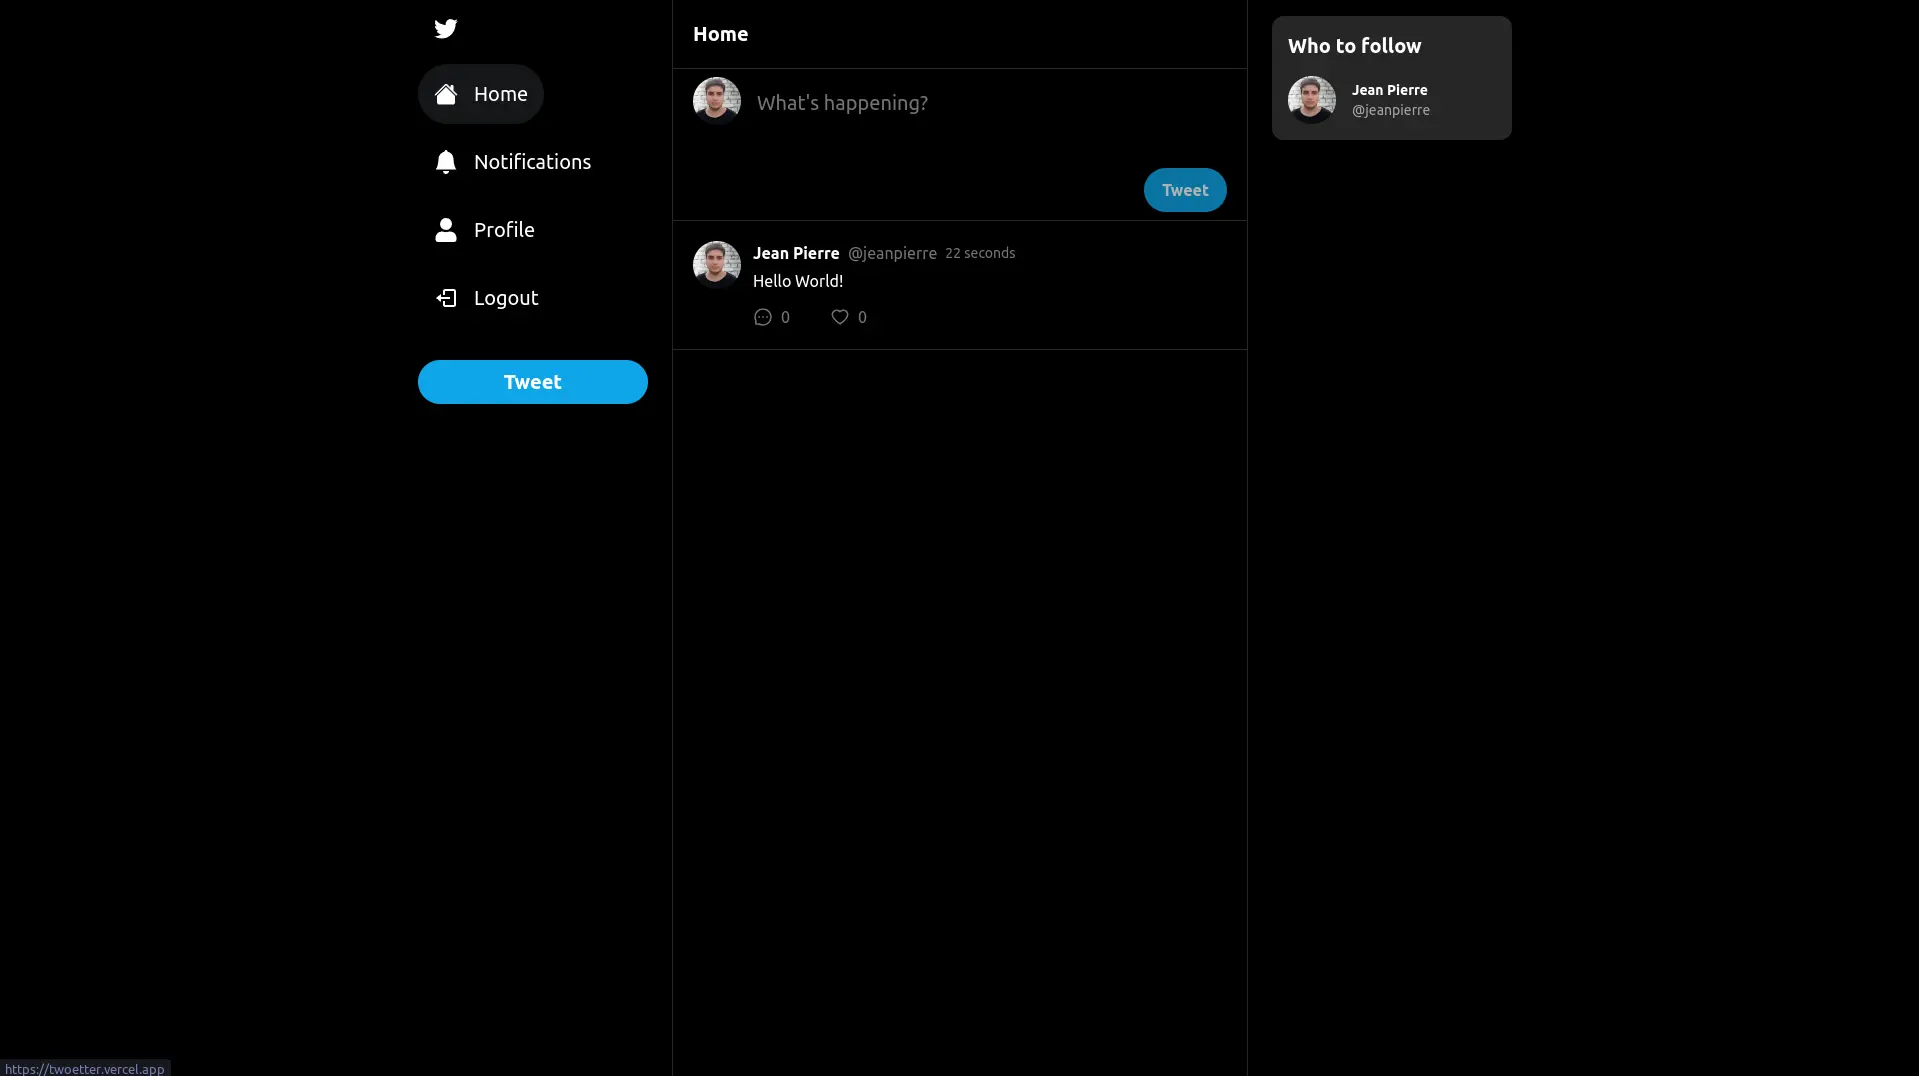 Home
Notifications
Profile
Logout
Tweet
Home
What's happening?
Tweet
Jean Pierre @jeanpierre 22 seconds
Hello World!
0 0
Who to follow
Jean Pierre
@jeanpierre
https://twoetter.vercel.app